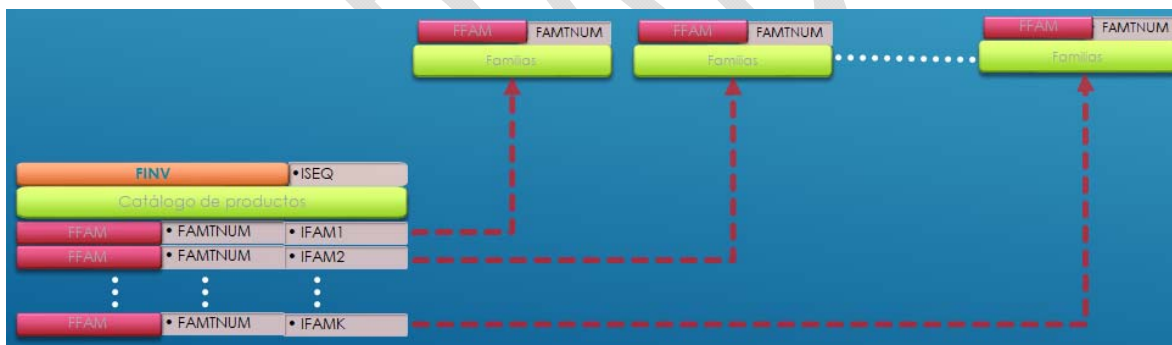 FFAM FAMTNUM FFAM FAMTNUM FFAM FAMTNUM
Familias Familias Familias
FINV •ISEQ
Catálogo de productos
FFAM • FAMTNUM • IFAM1
FFAM • FAMTNUM • IFAM2
FFAM • FAMTNUM • IFAMK